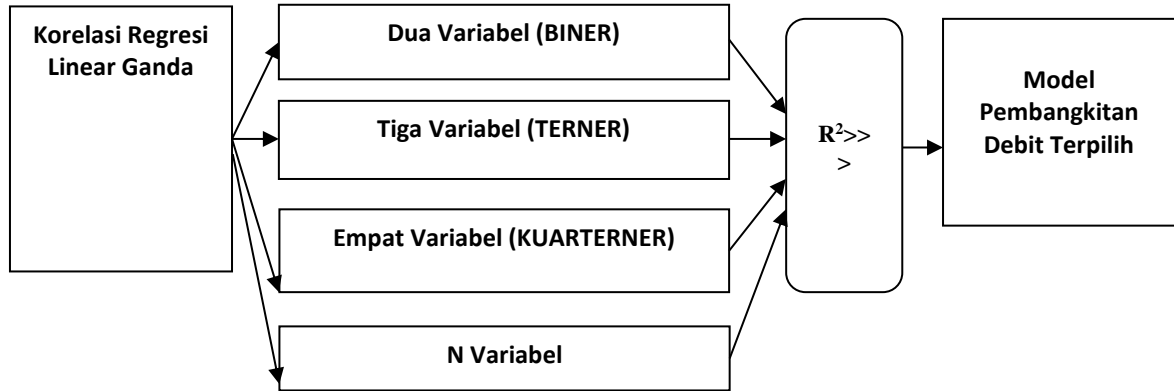 Korelasi Regresi
Linear Ganda
Dua Variabel (BINER)
Tiga Variabel (TERNER)
Empat Variabel (KUARTERNER)
N Variabel
R²>>
>
Model
Pembangkitan
Debit Terpilih